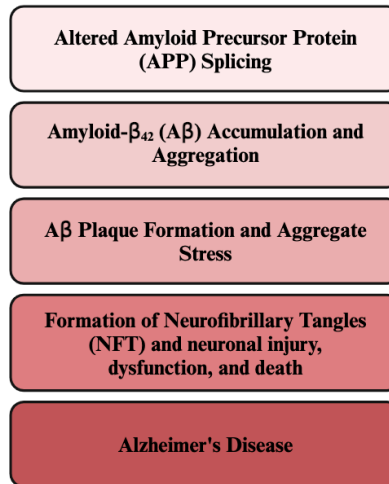 Altered Amyloid Precursor Protein
(APP) Splicing
Amyloid-β₄₂ (Aβ) Accumulation and
Aggregation
Aβ Plaque Formation and Aggregate
Stress
Formation of Neurofibrillary Tangles
(NFT) and neuronal injury,
dysfunction, and death
Alzheimer's Disease